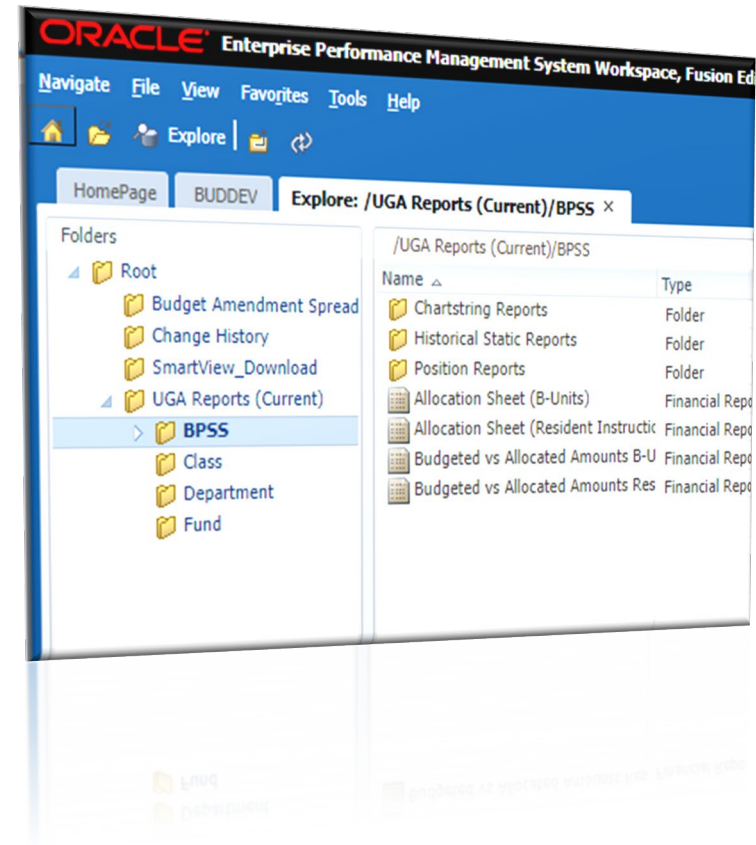 ORACLE Enterprise Performance Management System Workspace, Fusion Ed
Navigate File View Favorites Tools Help
Explore
HomePage BUDDEV Explore: /UGA Reports (Current)/BPSS ×
Folders
Root
Budget Amendment Spread
Change History
SmartView_Download
UGA Reports (Current)
BPSS
Class
Department
Fund
/UGA Reports (Current)/BPSS
Name Type
Chartstring Reports Folder
Historical Static Reports Folder
Position Reports Folder
Allocation Sheet (B-Units) Financial Repo
Allocation Sheet (Resident Instructic Financial Repo
Budgeted vs Allocated Amounts B-U Financial Repo
Budgeted vs Allocated Amounts Res Financial Repo